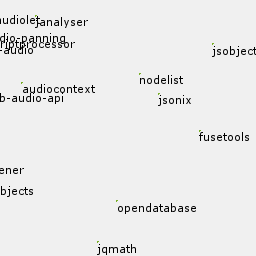 audiolet
janalyser
dio-panning
riptprocessor
-audio
jsobject
nodelist
audiocontext
b-audio-api
jsonix
fusetools
ener
bjects
opendatabase
jqmath